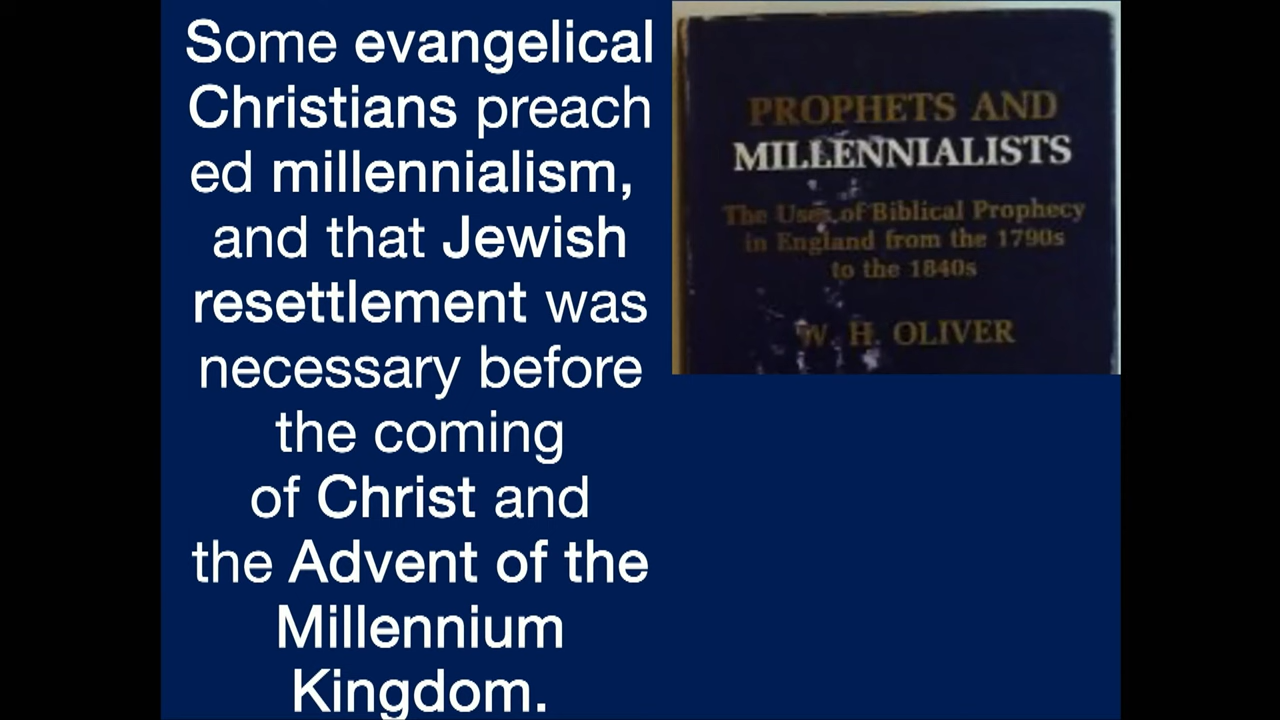 Some evangelical
Christians preach
ed millennialism,
and that Jewish
resettlement was
necessary before
the coming
of Christ and
the Advent of the
Millennium
Kingdom.
PROPHETS AND
MILLENNIALISTS
The Uses of Biblical Prophecy
in England from the 1790s
to the 1840s
W. H. OLIVER